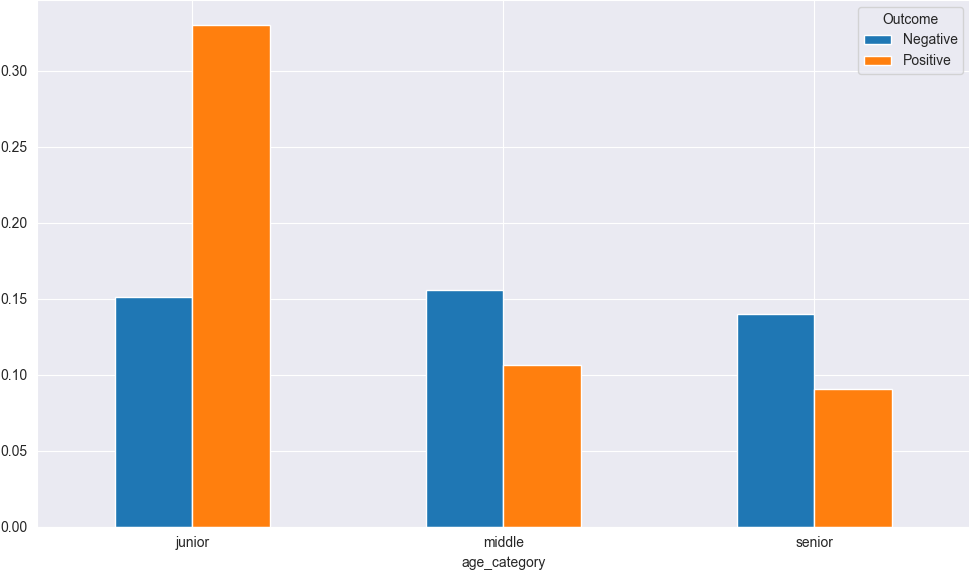 Outcome
Negative
Positive
0.30
0.25
0.20
0.15
0.10
0.05
0.00
junior middle senior
age_category